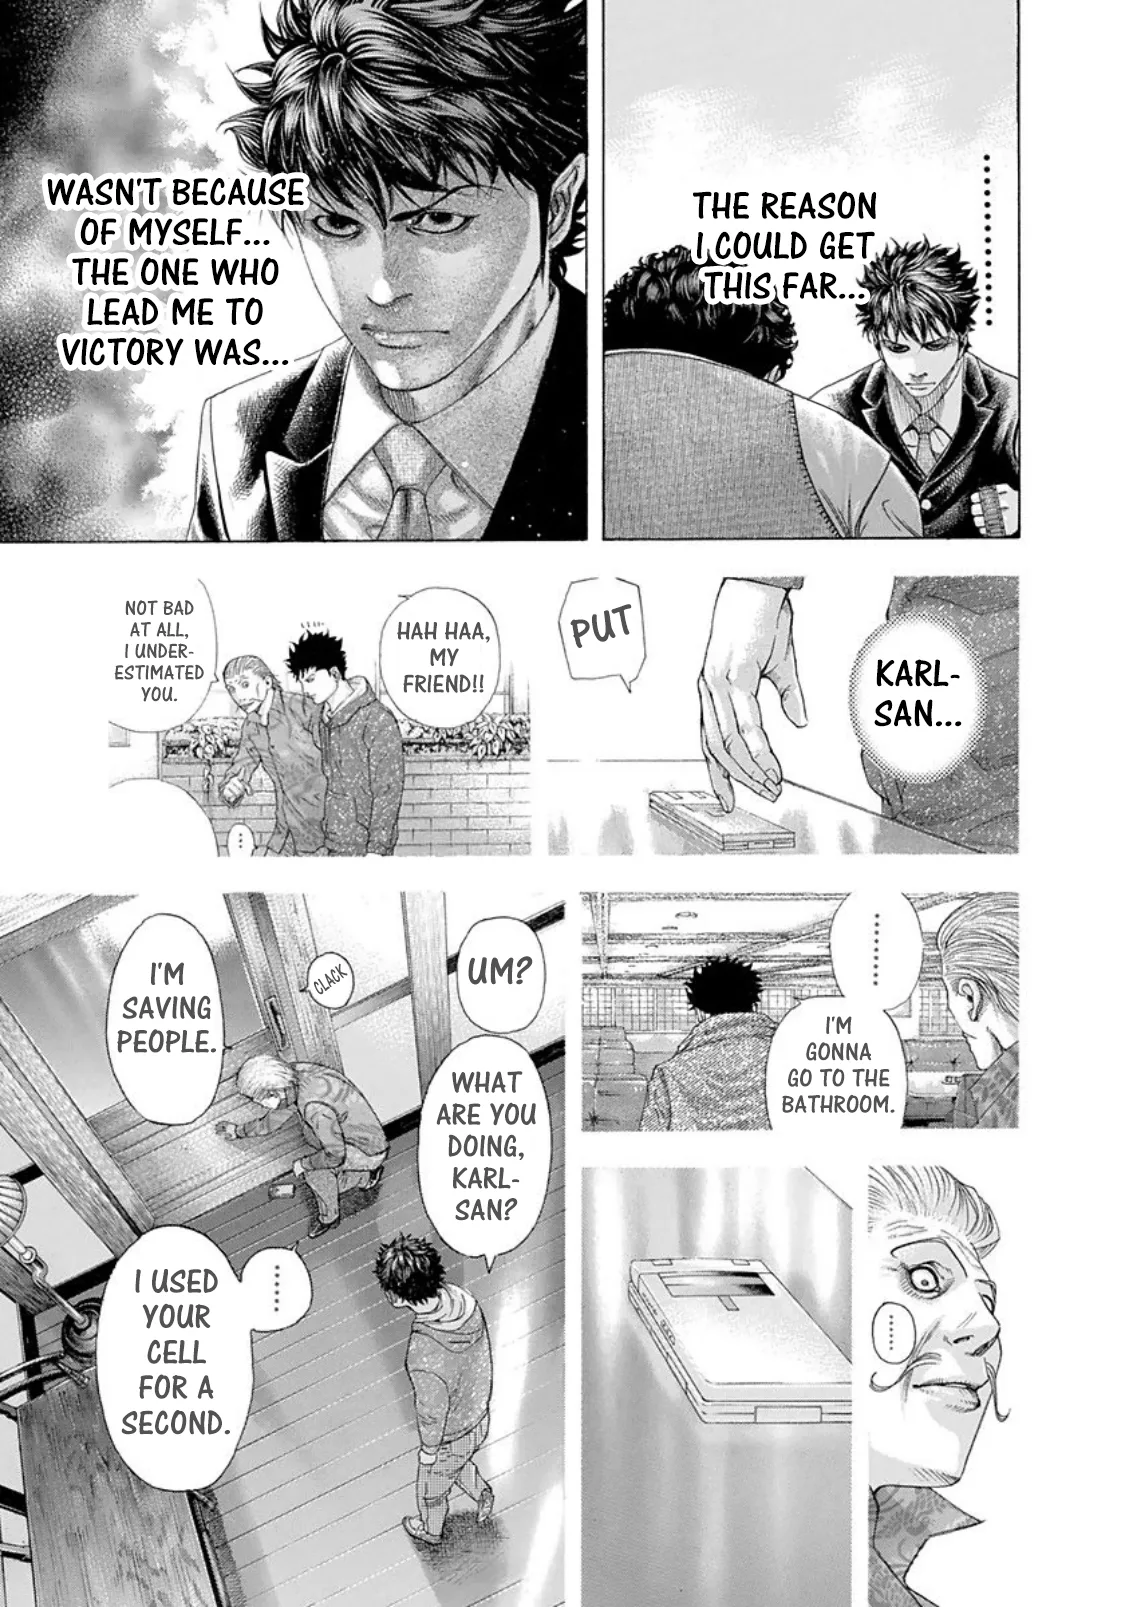 THE REASON
I COULD GET
THIS FAR...
WASN'T BECAUSE
OF MYSELF...
THE ONE WHO
LEAD ME TO
VICTORY WAS...
KARL-
SAN...
PUT
HAH HAA,
MY
FRIEND!!
NOT BAD
AT ALL,
I UNDER-
ESTIMATED
YOU.
...
I'M
GONNA
GO TO THE
BATHROOM.
UM?
WHAT
ARE YOU
DOING,
KARL-
SAN?
CLACK
I'M
SAVING
PEOPLE.
I USED
YOUR
CELL
FOR A
SECOND.